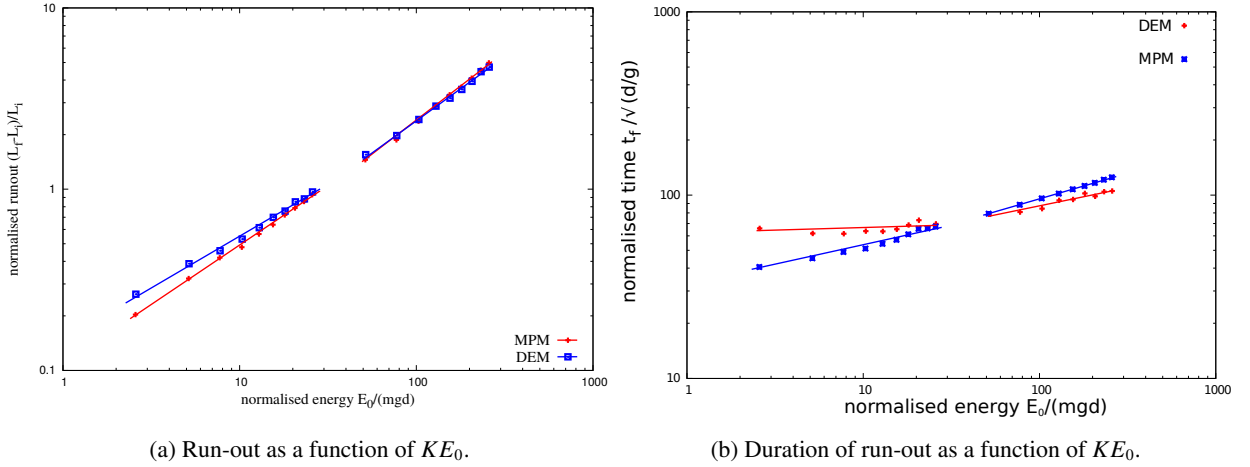 10
1
0.1
normalised runout (L_f-L_i)/L_i
MPM
DEM
1 10 100 1000
normalised energy E_0/(mgd)
(a) Run-out as a function of KE_0.
1000
100
10
normalised time t_f /√(d/g)
DEM
MPM
1 10 100 1000
normalised energy E_0/(mgd)
(b) Duration of run-out as a function of KE_0.